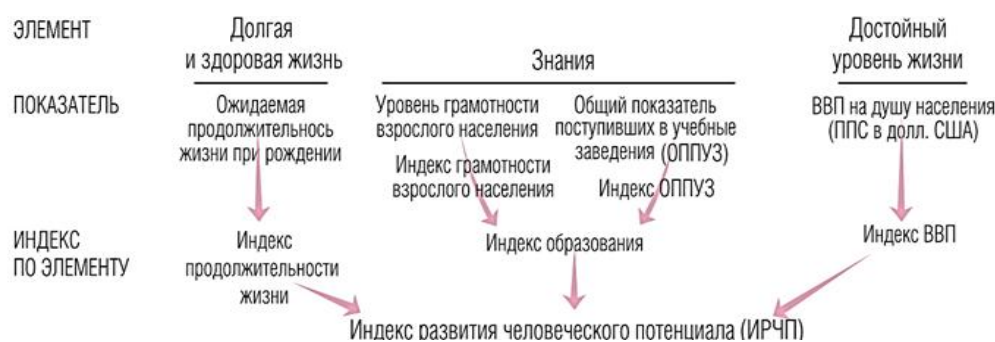 ЭЛЕМЕНТ
Долгая
и здоровая жизнь
Знания
Достойный
уровень жизни
ПОКАЗАТЕЛЬ
Ожидаемая
продолжительнось
жизни при рождении
Уровень грамотности
взрослого населения
Индекс грамотности
взрослого населения
Общий показатель
поступивших в учебные
заведения (ОППУЗ)
Индекс ОППУЗ
ВВП на душу населения
(ППС в долл. США)
ИНДЕКС
ПО ЭЛЕМЕНТУ
Индекс
продолжительности
жизни
Индекс образования
Индекс ВВП
Индекс развития человеческого потенциала (ИРЧП)